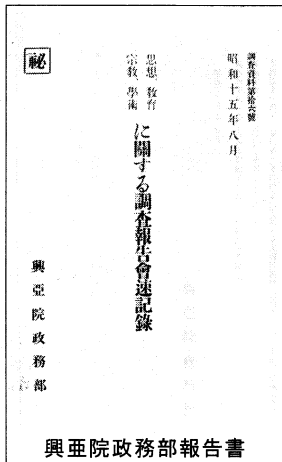 調査資料第拾六號
昭和十五年八月
思想、教育
宗教、學術
に關する調査報告會速記錄
興亞院政務部
祕
興亜院政務部報告書